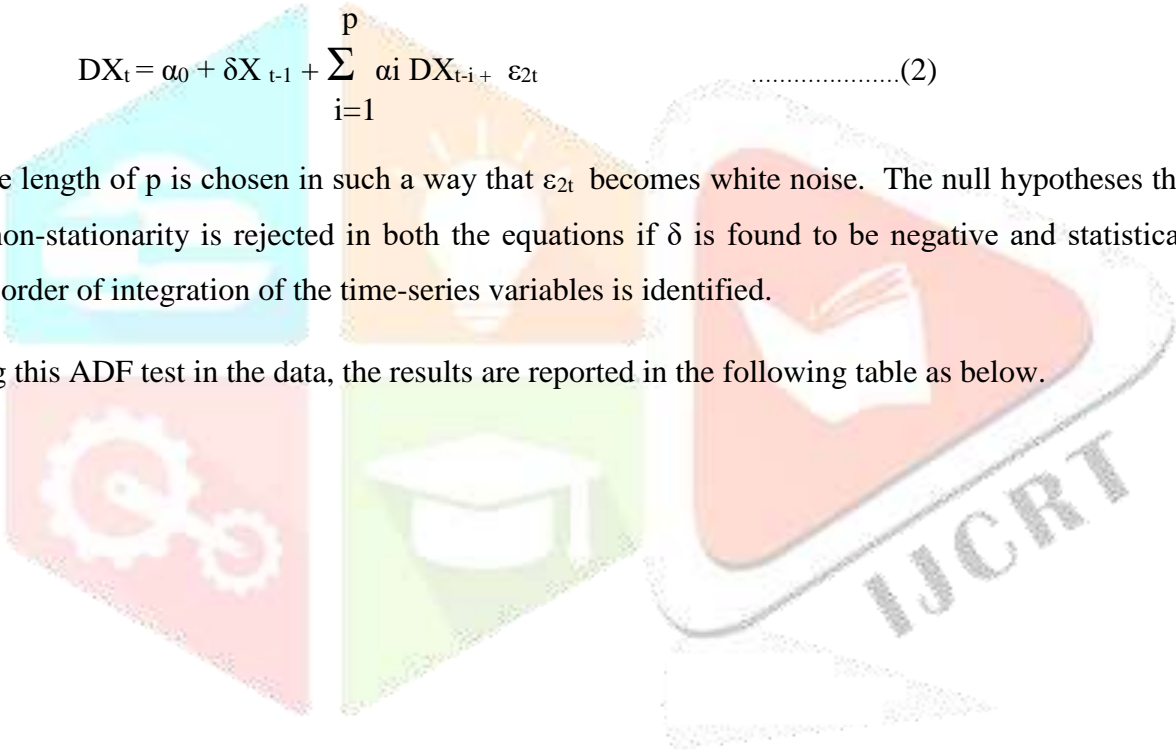 p
DXt = α0 + δX t-1 + Σ αi DXt-i + ε2t .....................(2)
i=1
e length of p is chosen in such a way that ε2t becomes white noise. The null hypotheses th
non-stationarity is rejected in both the equations if δ is found to be negative and statistica
order of integration of the time-series variables is identified.
g this ADF test in the data, the results are reported in the following table as below.
IJCRT